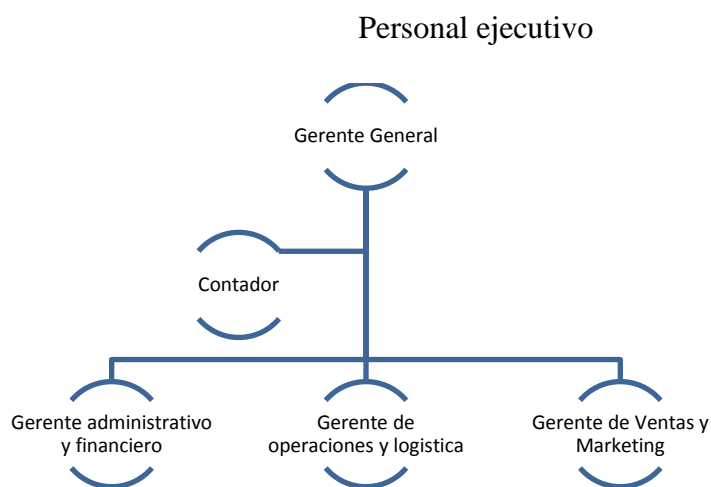 Personal ejecutivo
Gerente General
Contador
Gerente administrativo
y financiero
Gerente de
operaciones y logistica
Gerente de Ventas y
Marketing